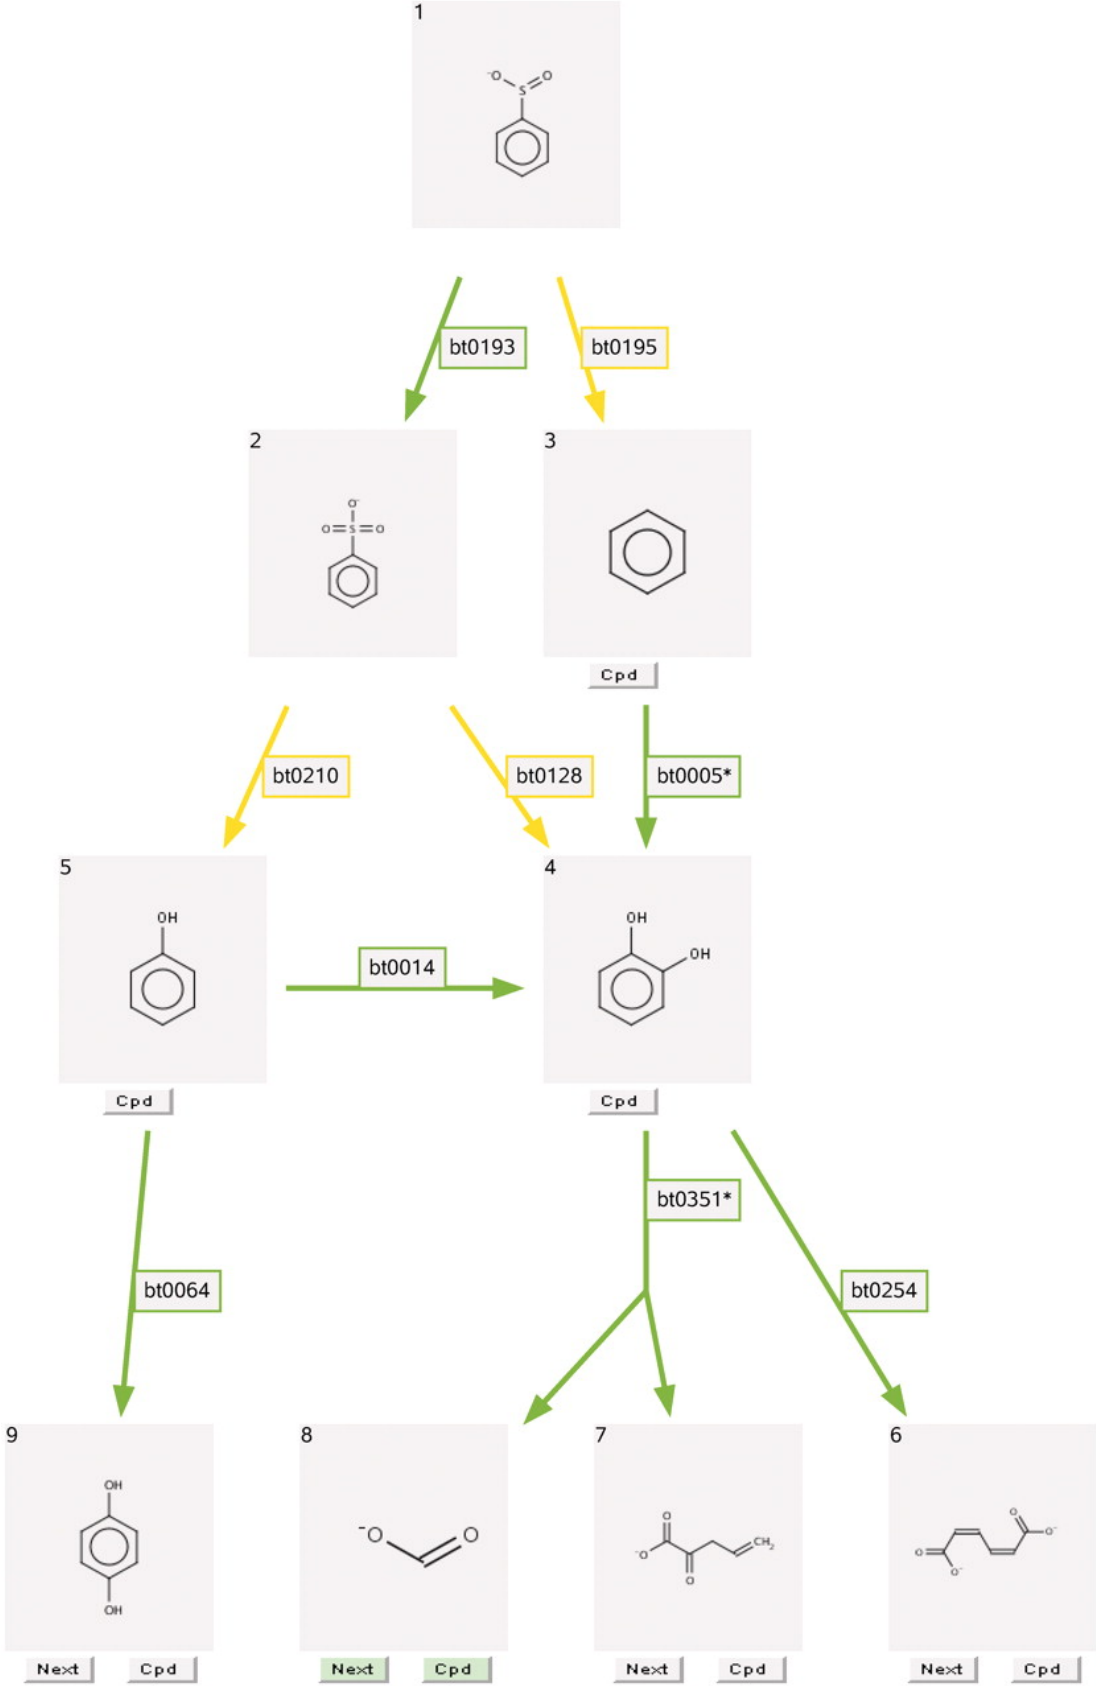 1
⁻O
O
S
bt0193
bt0195
2
3
O⁻
O
S
O
Cpd
bt0210
bt0128
bt0005*
5
4
OH
OH
OH
bt0014
Cpd
Cpd
bt0351*
bt0064
bt0254
9
8
7
6
OH
OH
⁻O
O
O
⁻O
O
CH₂
O
O⁻
O
O⁻
Next Cpd
Next Cpd
Next Cpd
Next Cpd